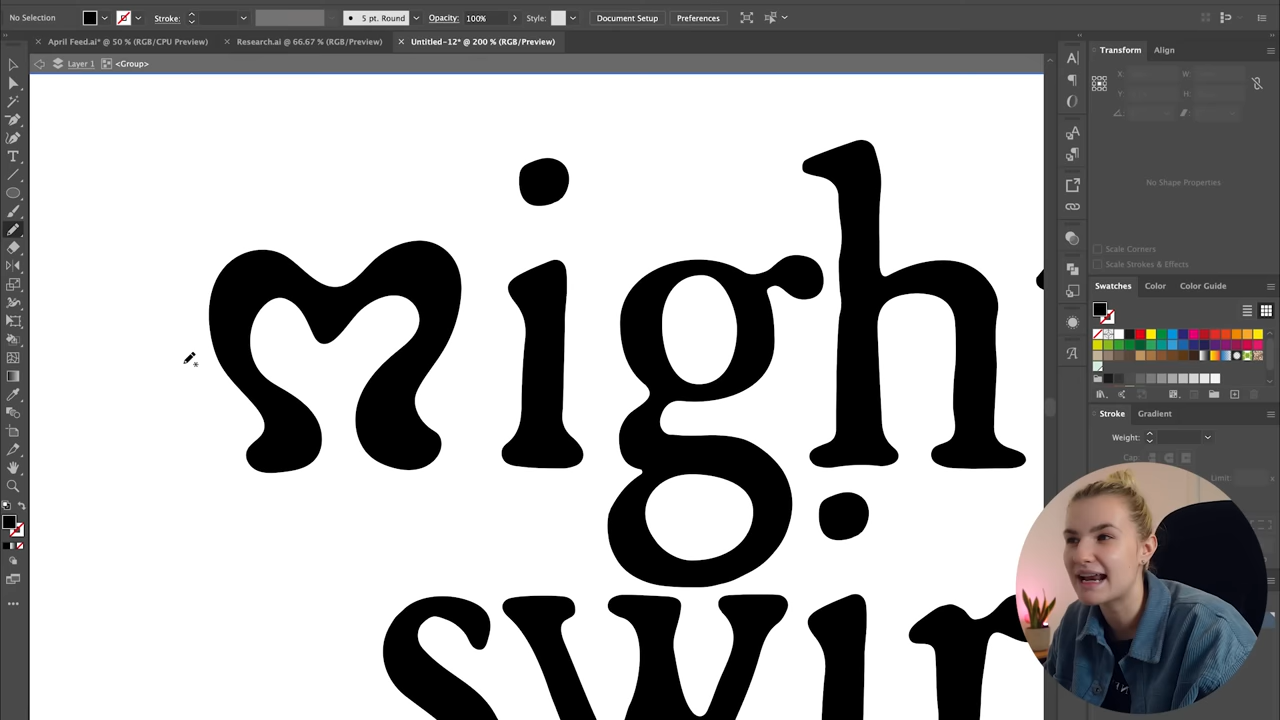 No Selection Stroke: 5 pt. Round Opacity: 100% Style: Document Setup Preferences
April Feed.ai* @ 50 % (RGB/CPU Preview) Research.ai @ 66.67 % (RGB/Preview) Untitled-12* @ 200 % (RGB/Preview)
Layer 1 <Group>
Transform Align
X: W:
Y: H:
No Shape Properties
Scale Corners
Scale Strokes & Effects
Swatches Color Color Guide
Stroke Gradient
Weight:
Cap:
Limit:
migh
swir